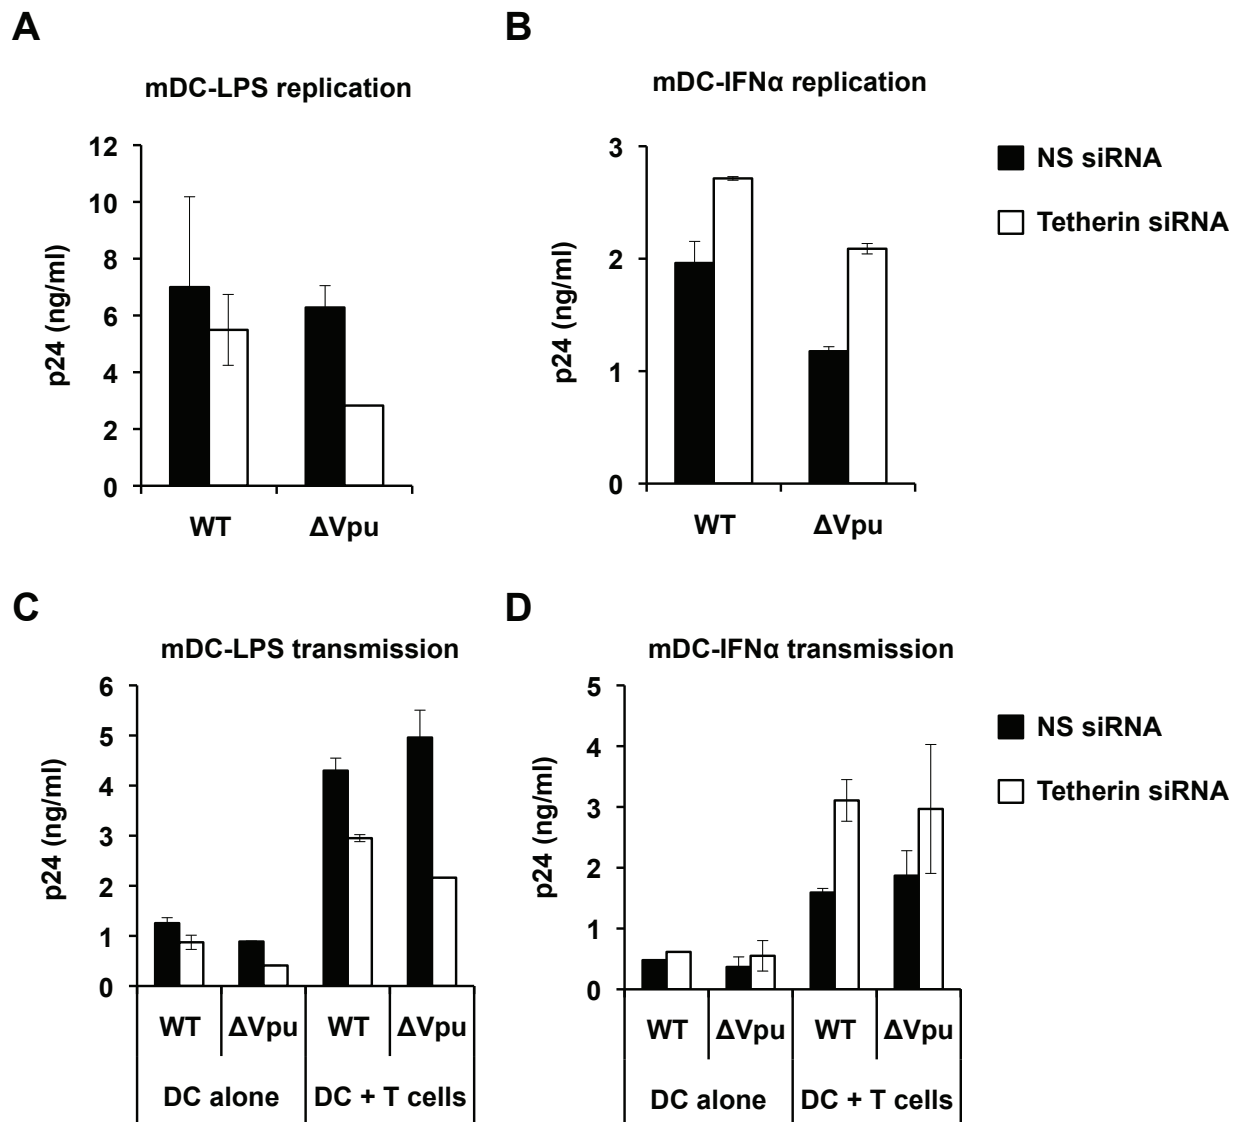 A
mDC-LPS replication
p24 (ng/ml)
12
10
8
6
4
2
0
WT
ΔVpu
B
mDC-IFNα replication
p24 (ng/ml)
3
2
1
0
WT
ΔVpu
NS siRNA
Tetherin siRNA
C
mDC-LPS transmission
p24 (ng/ml)
6
5
4
3
2
1
0
WT ΔVpu WT ΔVpu
DC alone DC + T cells
D
mDC-IFNα transmission
p24 (ng/ml)
5
4
3
2
1
0
WT ΔVpu WT ΔVpu
DC alone DC + T cells
NS siRNA
Tetherin siRNA